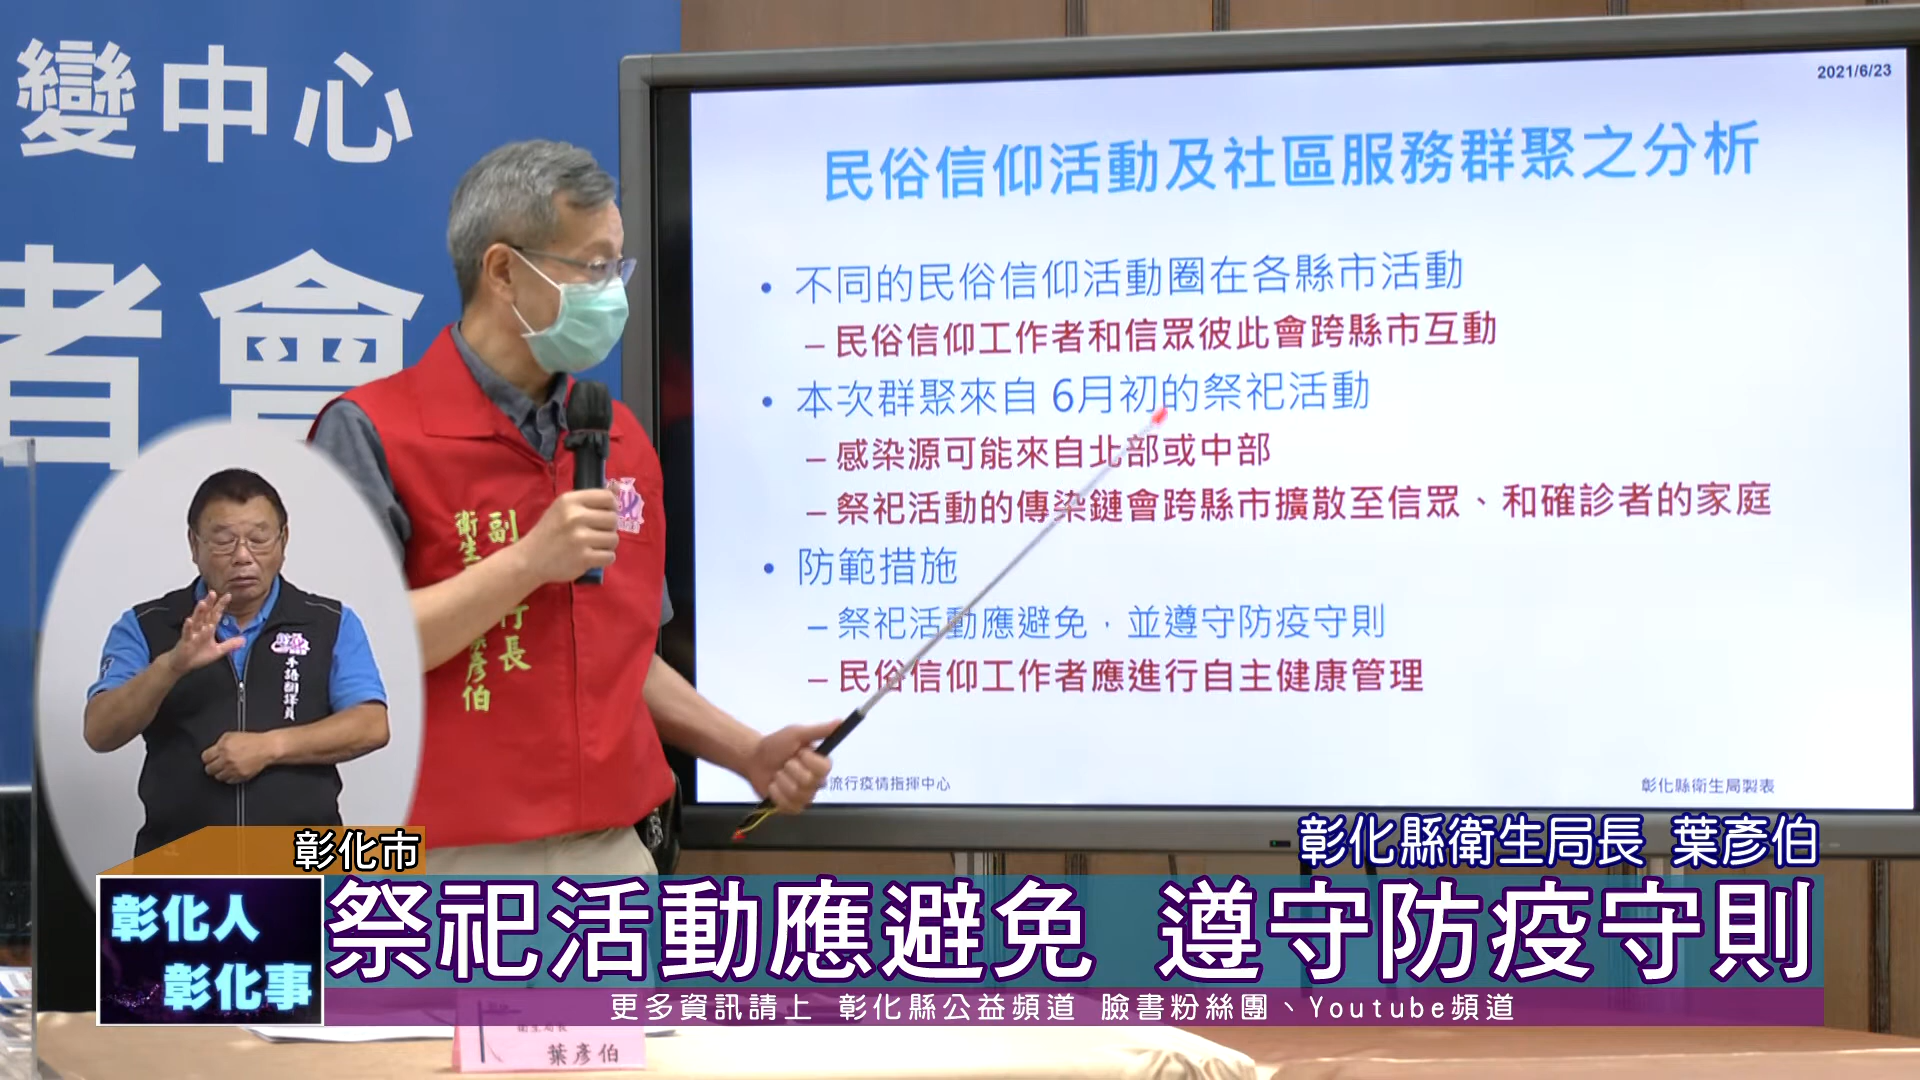 變中心
者會
2021/6/23
民俗信仰活動及社區服務群聚之分析
• 不同的民俗信仰活動圈在各縣市活動
– 民俗信仰工作者和信眾彼此會跨縣市互動
• 本次群聚來自 6月初的祭祀活動
– 感染源可能來自北部或中部
– 祭祀活動的傳染鏈會跨縣市擴散至信眾、和確診者的家庭
• 防範措施
– 祭祀活動應避免，並遵守防疫守則
– 民俗信仰工作者應進行自主健康管理
流行疫情指揮中心
彰化縣衛生局製表
副
行長
衛生
彥伯
手語翻譯員
彰化縣衛生局長 葉彥伯
彰化市
彰化人
彰化事
祭祀活動應避免 遵守防疫守則
更多資訊請上 彰化縣公益頻道 臉書粉絲團、Youtube頻道
衛生局長
葉彥伯